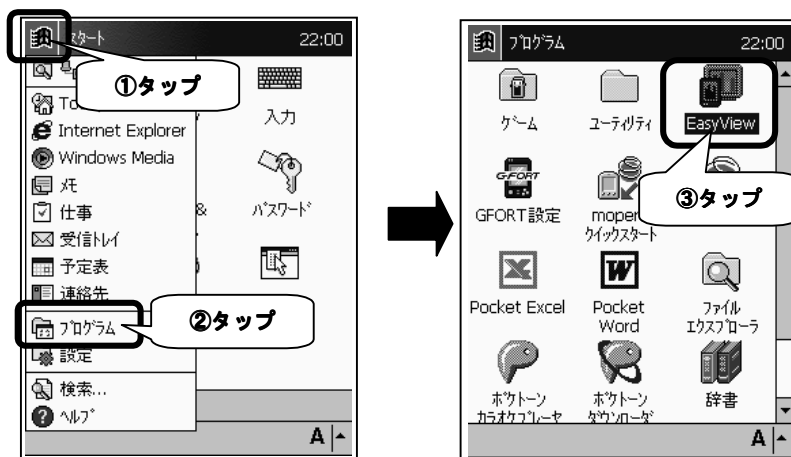 スタート 22:00
①タップ
Internet Explorer
Windows Media
メモ
仕事
受信トレイ
予定表
連絡先
プログラム
②タップ
設定
検索...
ヘルプ
入力
パスワード
&
A
プログラム 22:00
ゲーム
ユーティリティ
EasyView
③タップ
GFORT
GFORT設定
moper
クイックスタート
Pocket Excel
Pocket
Word
ファイル
エクスプローラ
ポケトーン
カラオケプレーヤ
ポケトーン
ダウンローダ
辞書
A